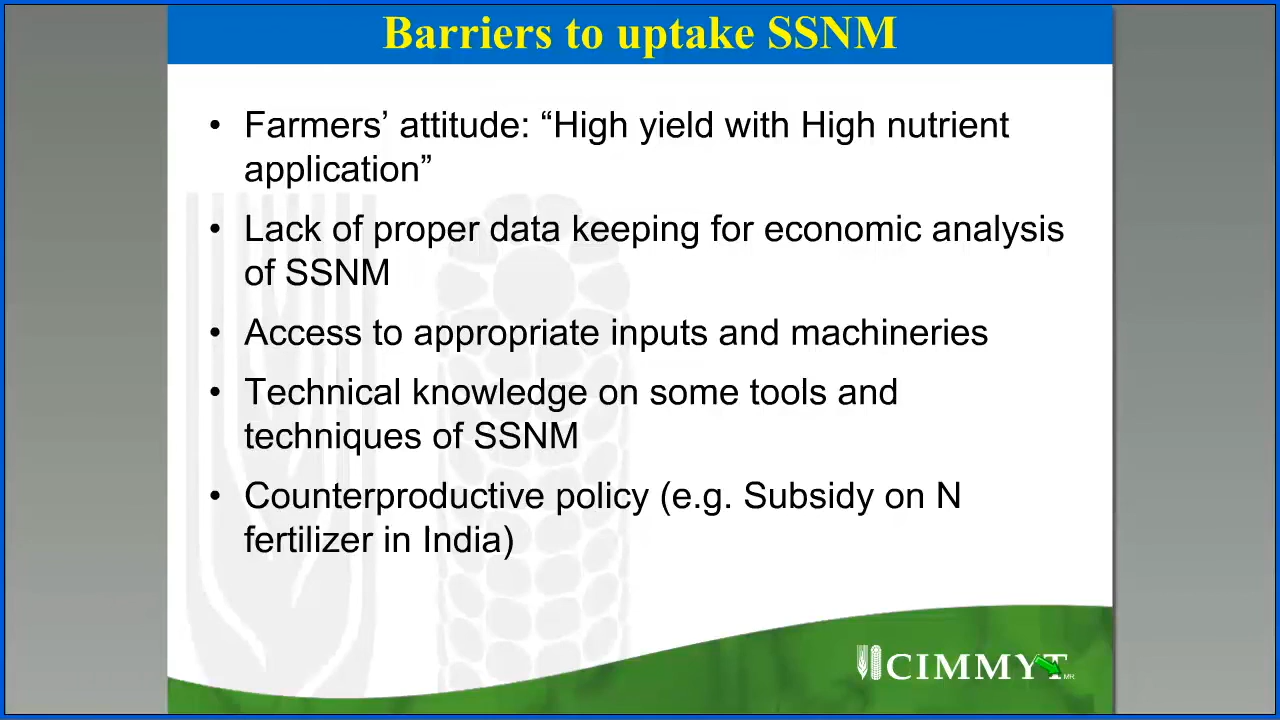 Barriers to uptake SSNM
• Farmers’ attitude: “High yield with High nutrient
application”
• Lack of proper data keeping for economic analysis
of SSNM
• Access to appropriate inputs and machineries
• Technical knowledge on some tools and
techniques of SSNM
• Counterproductive policy (e.g. Subsidy on N
fertilizer in India)
CIMMYT MR